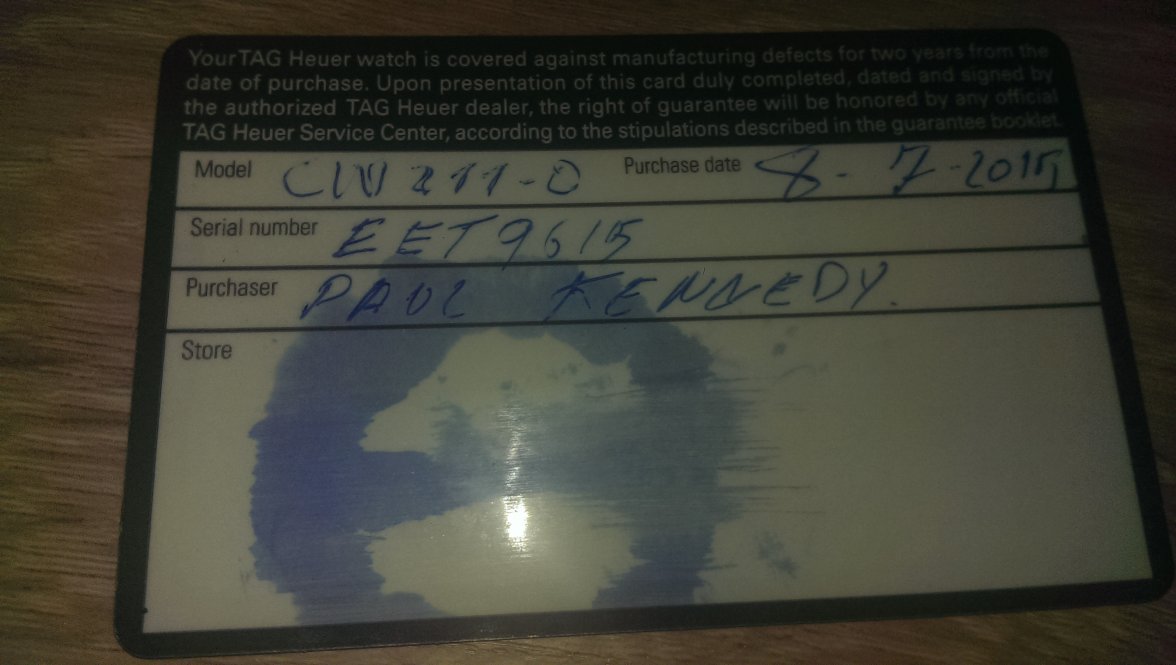 Your TAG Heuer watch is covered against manufacturing defects for two years from the
date of purchase. Upon presentation of this card duly completed, dated and signed by
the authorized TAG Heuer dealer, the right of guarantee will be honored by any official
TAG Heuer Service Center, according to the stipulations described in the guarantee booklet.
Model CW211-0 Purchase date 8-7-2015
Serial number EET9615
Purchaser PAUL KENNEDY.
Store